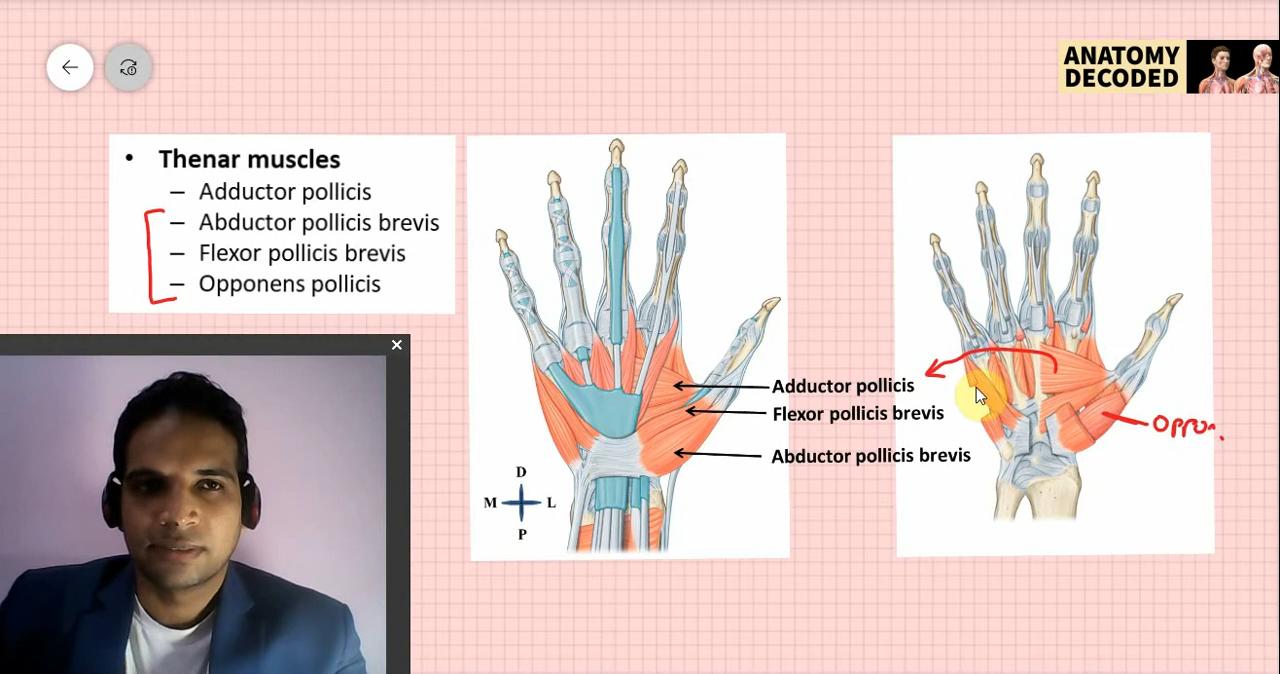 ANATOMY
DECODED
• Thenar muscles
– Adductor pollicis
– Abductor pollicis brevis
– Flexor pollicis brevis
– Opponens pollicis
Adductor pollicis
Flexor pollicis brevis
Abductor pollicis brevis
Oppon.
D
M L
P